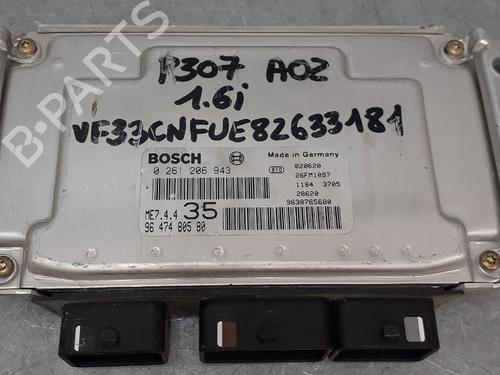 P307 A02
1.6i
VF33CNFUE82633181
BOSCH
Made in Germany
0 261 206 943
E1D
020620
26FM1097
1184 3705
28620
9638765680
ME7.4.4 35
96 474 805 80
B-PARTS